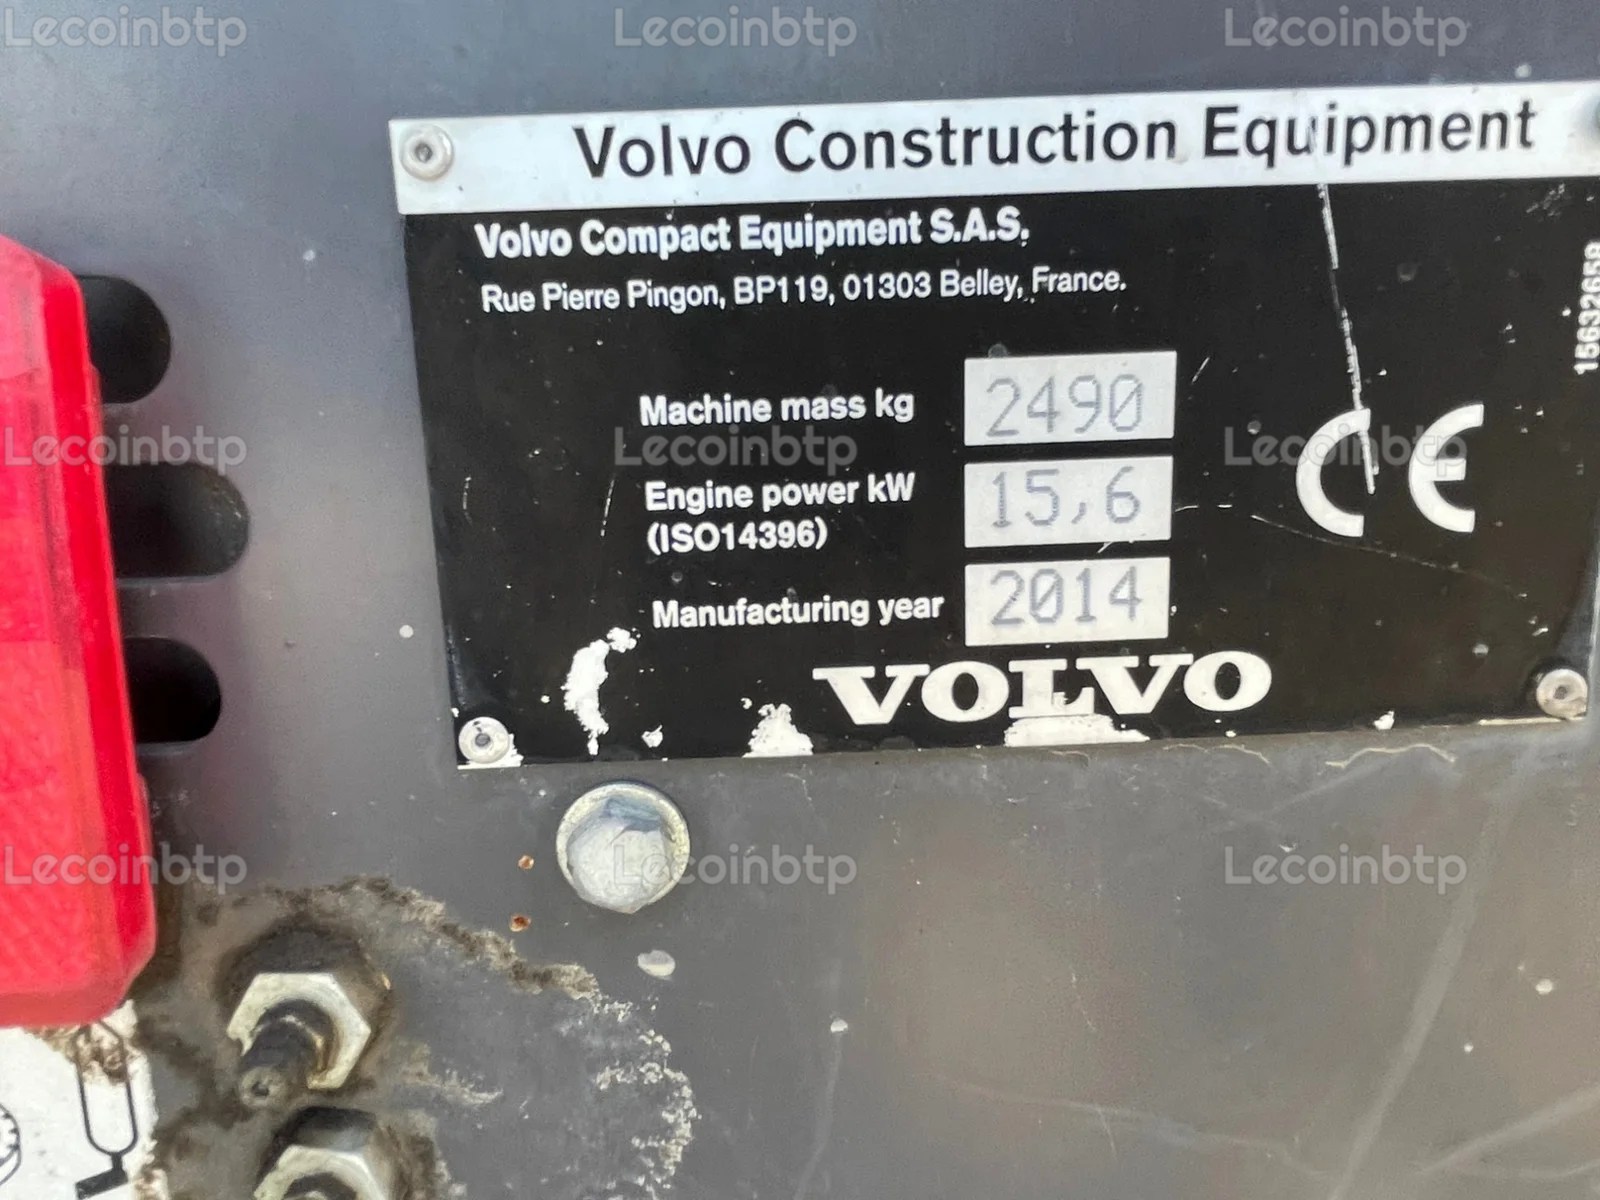 Lecoinbtp Lecoinbtp Lecoinbtp
Volvo Construction Equipment
Volvo Compact Equipment S.A.S.
Rue Pierre Pingon, BP119, 01303 Belley, France.
15632658
Machine mass kg 2490
Lecoinbtp Lecoinbtp Lecoinbtp
CE
Engine power kW 15,6
(ISO14396)
Manufacturing year 2014
VOLVO
Lecoinbtp Lecoinbtp Lecoinbtp